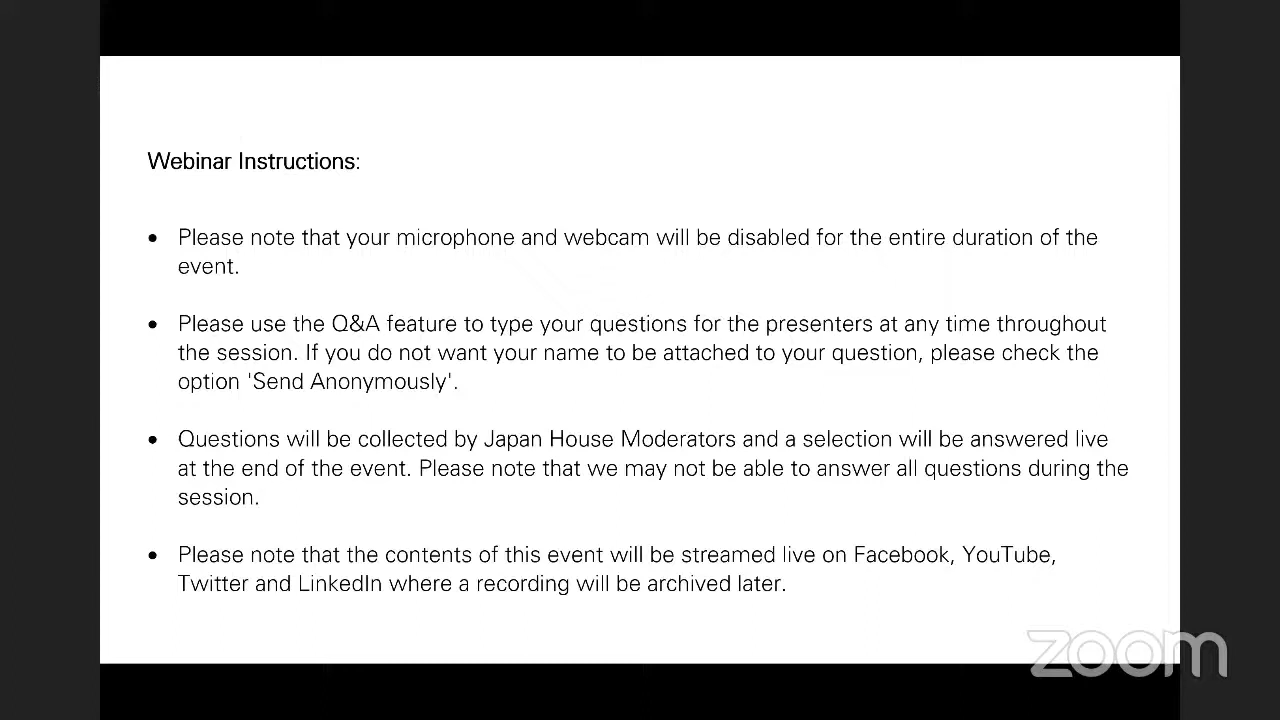 Webinar Instructions:
• Please note that your microphone and webcam will be disabled for the entire duration of the
event.
• Please use the Q&A feature to type your questions for the presenters at any time throughout
the session. If you do not want your name to be attached to your question, please check the
option 'Send Anonymously'.
• Questions will be collected by Japan House Moderators and a selection will be answered live
at the end of the event. Please note that we may not be able to answer all questions during the
session.
• Please note that the contents of this event will be streamed live on Facebook, YouTube,
Twitter and LinkedIn where a recording will be archived later.
zoom